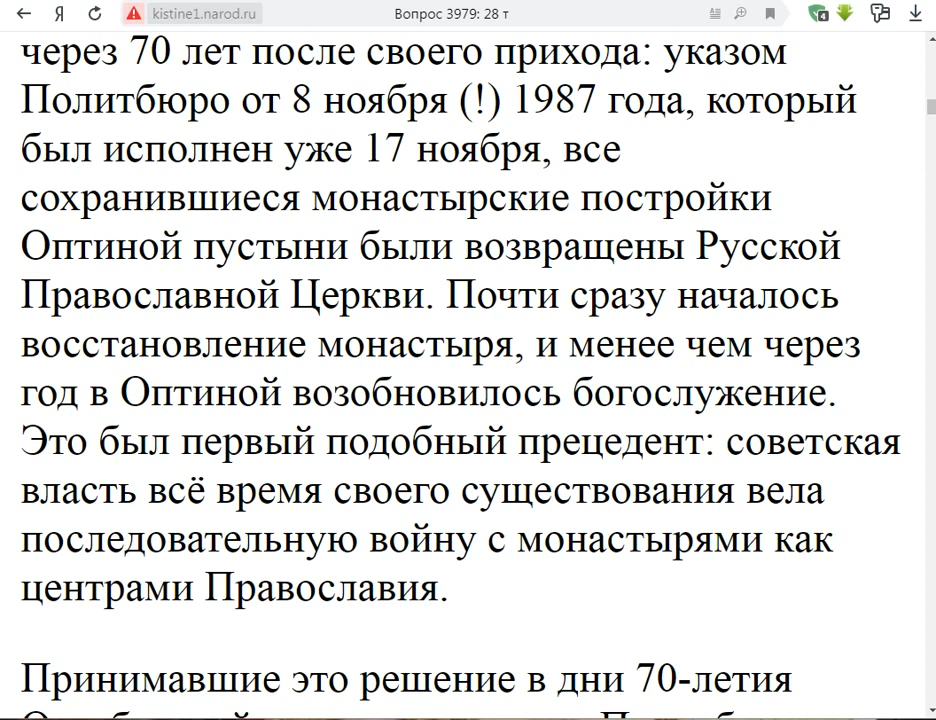 Я kistine1.narod.ru Вопрос 3979: 28 т 4
через 70 лет после своего прихода: указом
Политбюро от 8 ноября (!) 1987 года, который
был исполнен уже 17 ноября, все
сохранившиеся монастырские постройки
Оптиной пустыни были возвращены Русской
Православной Церкви. Почти сразу началось
восстановление монастыря, и менее чем через
год в Оптиной возобновилось богослужение.
Это был первый подобный прецедент: советская
власть всё время своего существования вела
последовательную войну с монастырями как
центрами Православия.
Принимавшие это решение в дни 70-летия